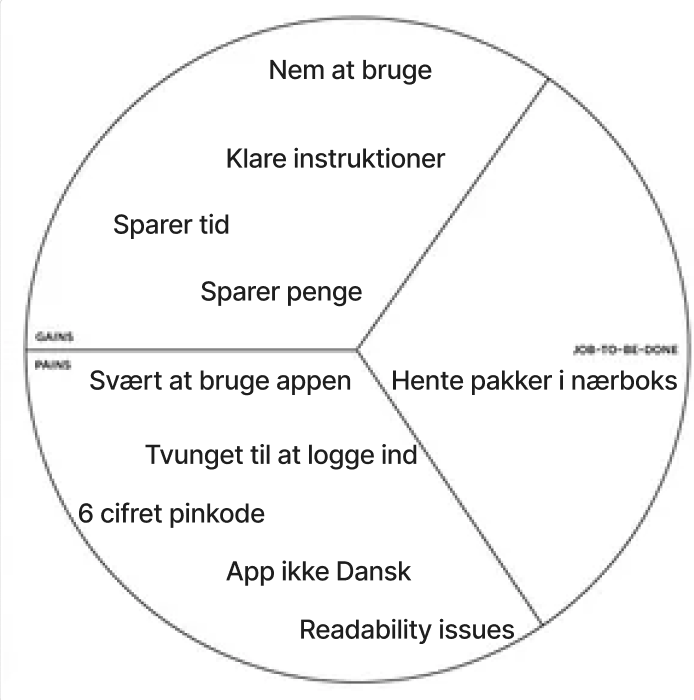 Nem at bruge
Klare instruktioner
Sparer tid
Sparer penge
GAINS
PAINS
JOB-TO-BE-DONE
Svært at bruge appen
Hente pakker i nærboks
Tvunget til at logge ind
6 cifret pinkode
App ikke Dansk
Readability issues